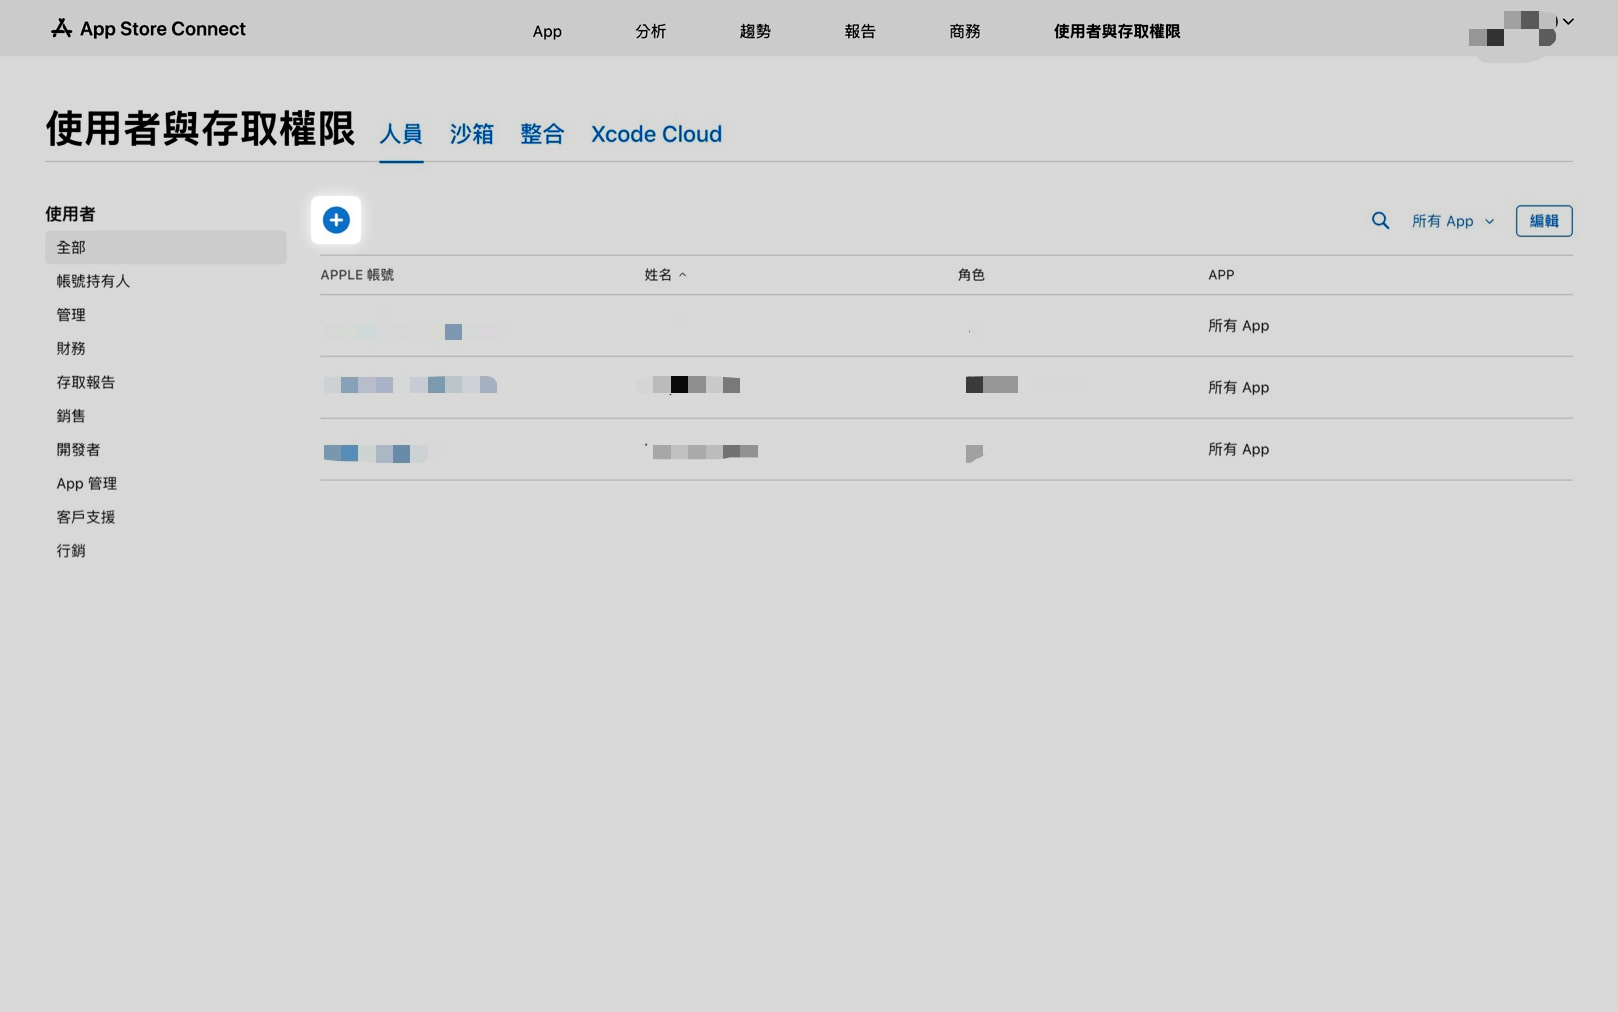 App Store Connect
App 分析 趨勢 報告 商務 使用者與存取權限
使用者與存取權限 人員 沙箱 整合 Xcode Cloud
使用者
全部
帳號持有人
管理
財務
存取報告
銷售
開發者
App 管理
客戶支援
行銷
所有 App 編輯
APPLE 帳號 姓名 角色 APP
所有 App
所有 App
所有 App